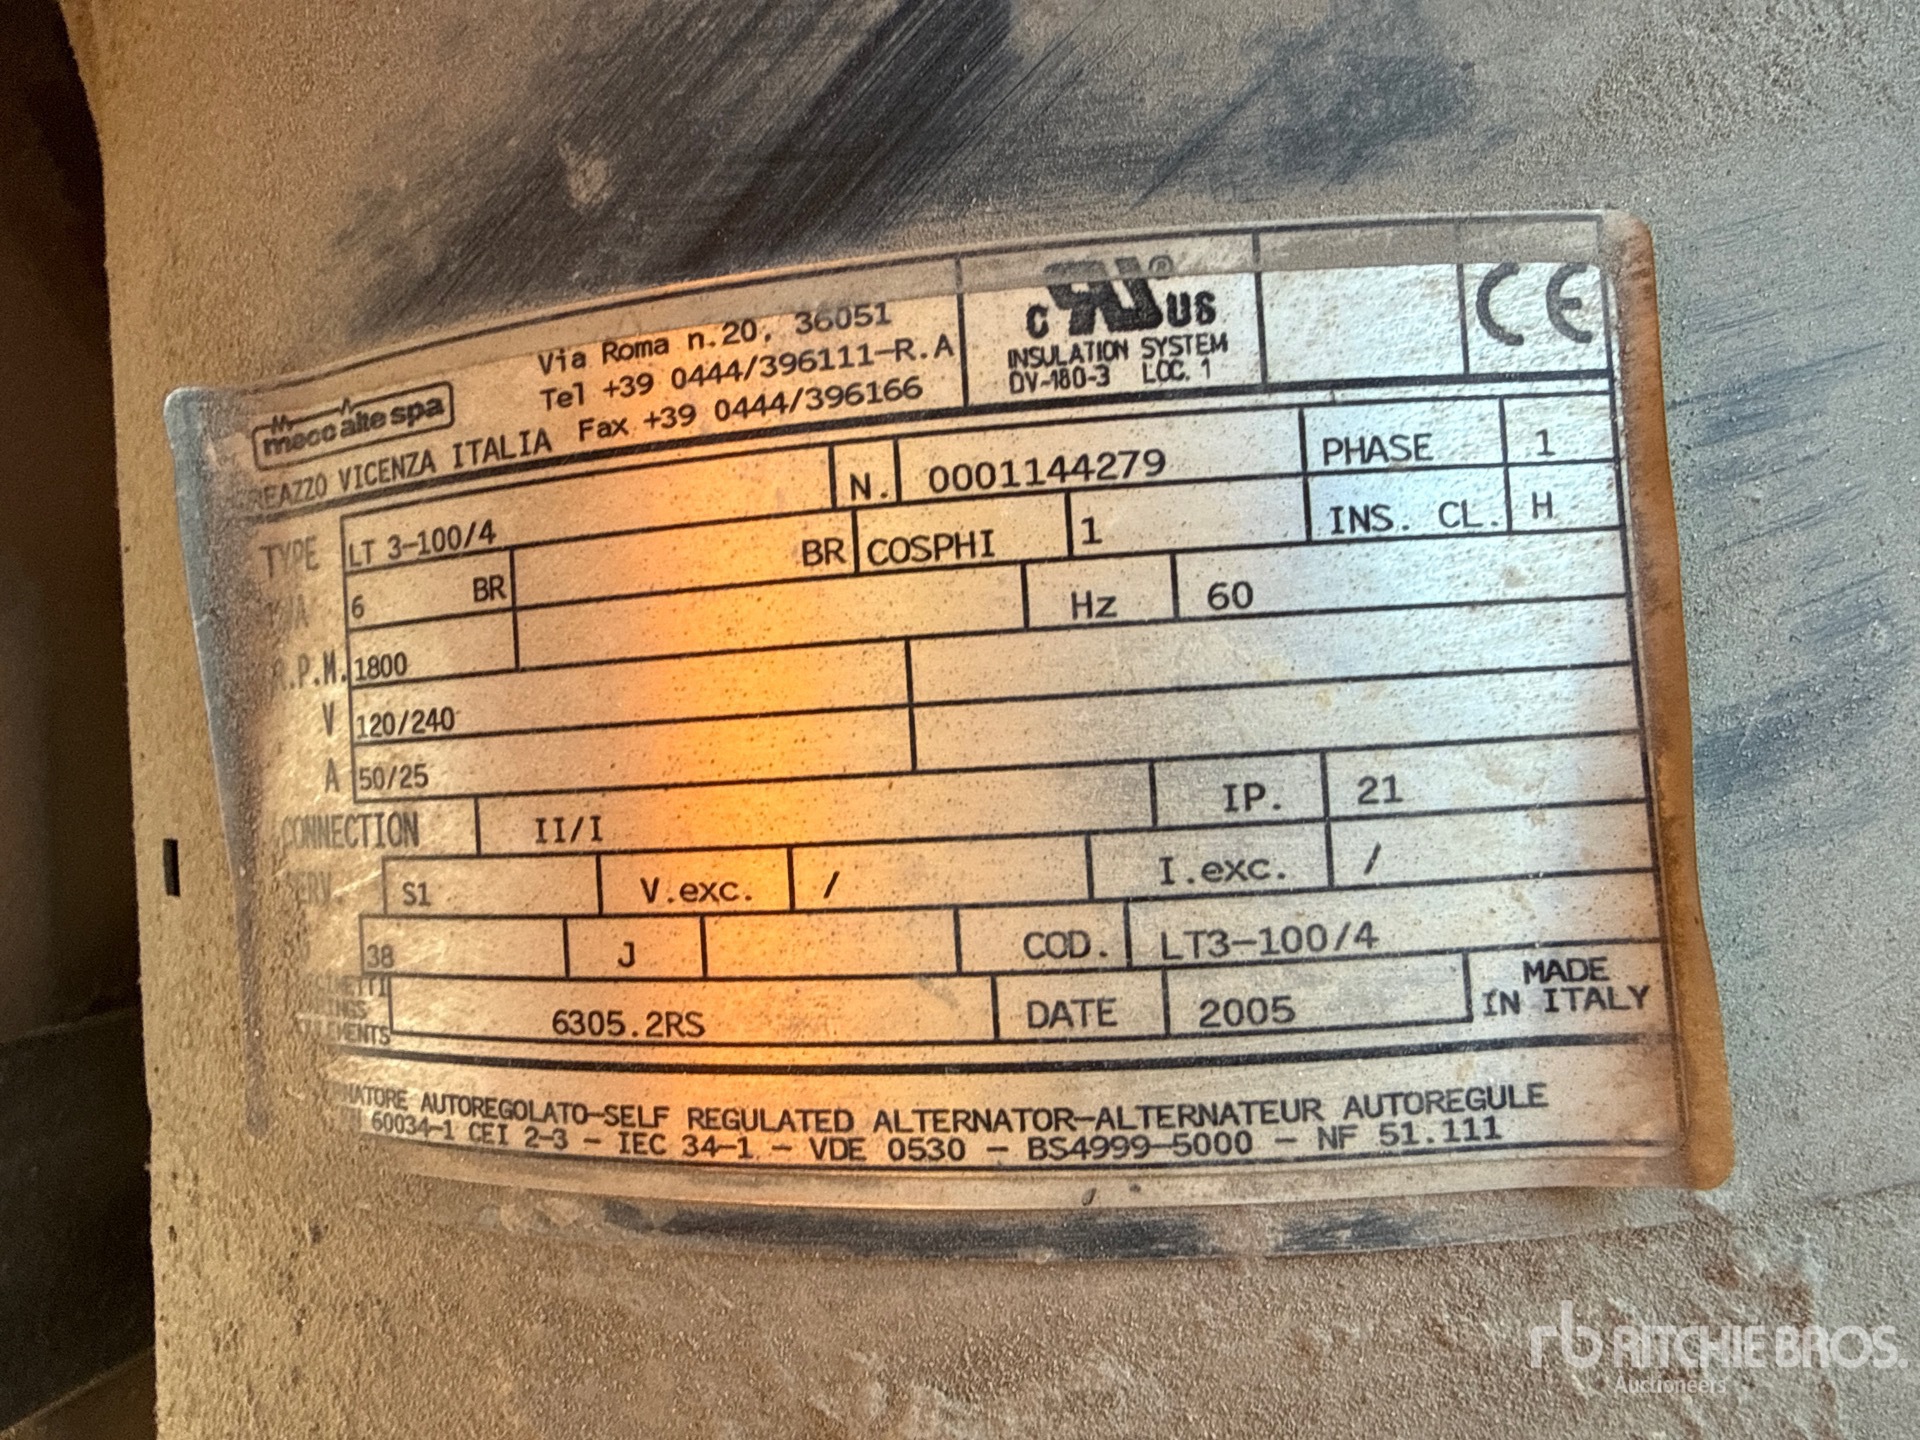 mecc alte spa
Via Roma n.20, 36051
Tel +39 0444/396111-R.A
VICENZA ITALIA Fax +39 0444/396166
C RU ® US
INSULATION SYSTEM
DV-180-3 LOC. 1
CE
TYPE LT 3-100/4 N. 0001144279 PHASE 1
6 BR BR COSPHI 1 INS. CL. H
R.P.M. 1800 Hz 60
V 120/240
A 50/25
CONNECTION II/I IP. 21
SERV. S1 V.exc. / I.exc. /
38 J COD. LT3-100/4
6305.2RS DATE 2005 MADE
IN ITALY
AUTOREGOLATO-SELF REGULATED ALTERNATOR-ALTERNATEUR AUTOREGULE
60034-1 CEI 2-3 - IEC 34-1 - VDE 0530 - BS4999-5000 - NF 51.111
rb RITCHIE BROS.
Auctioneers